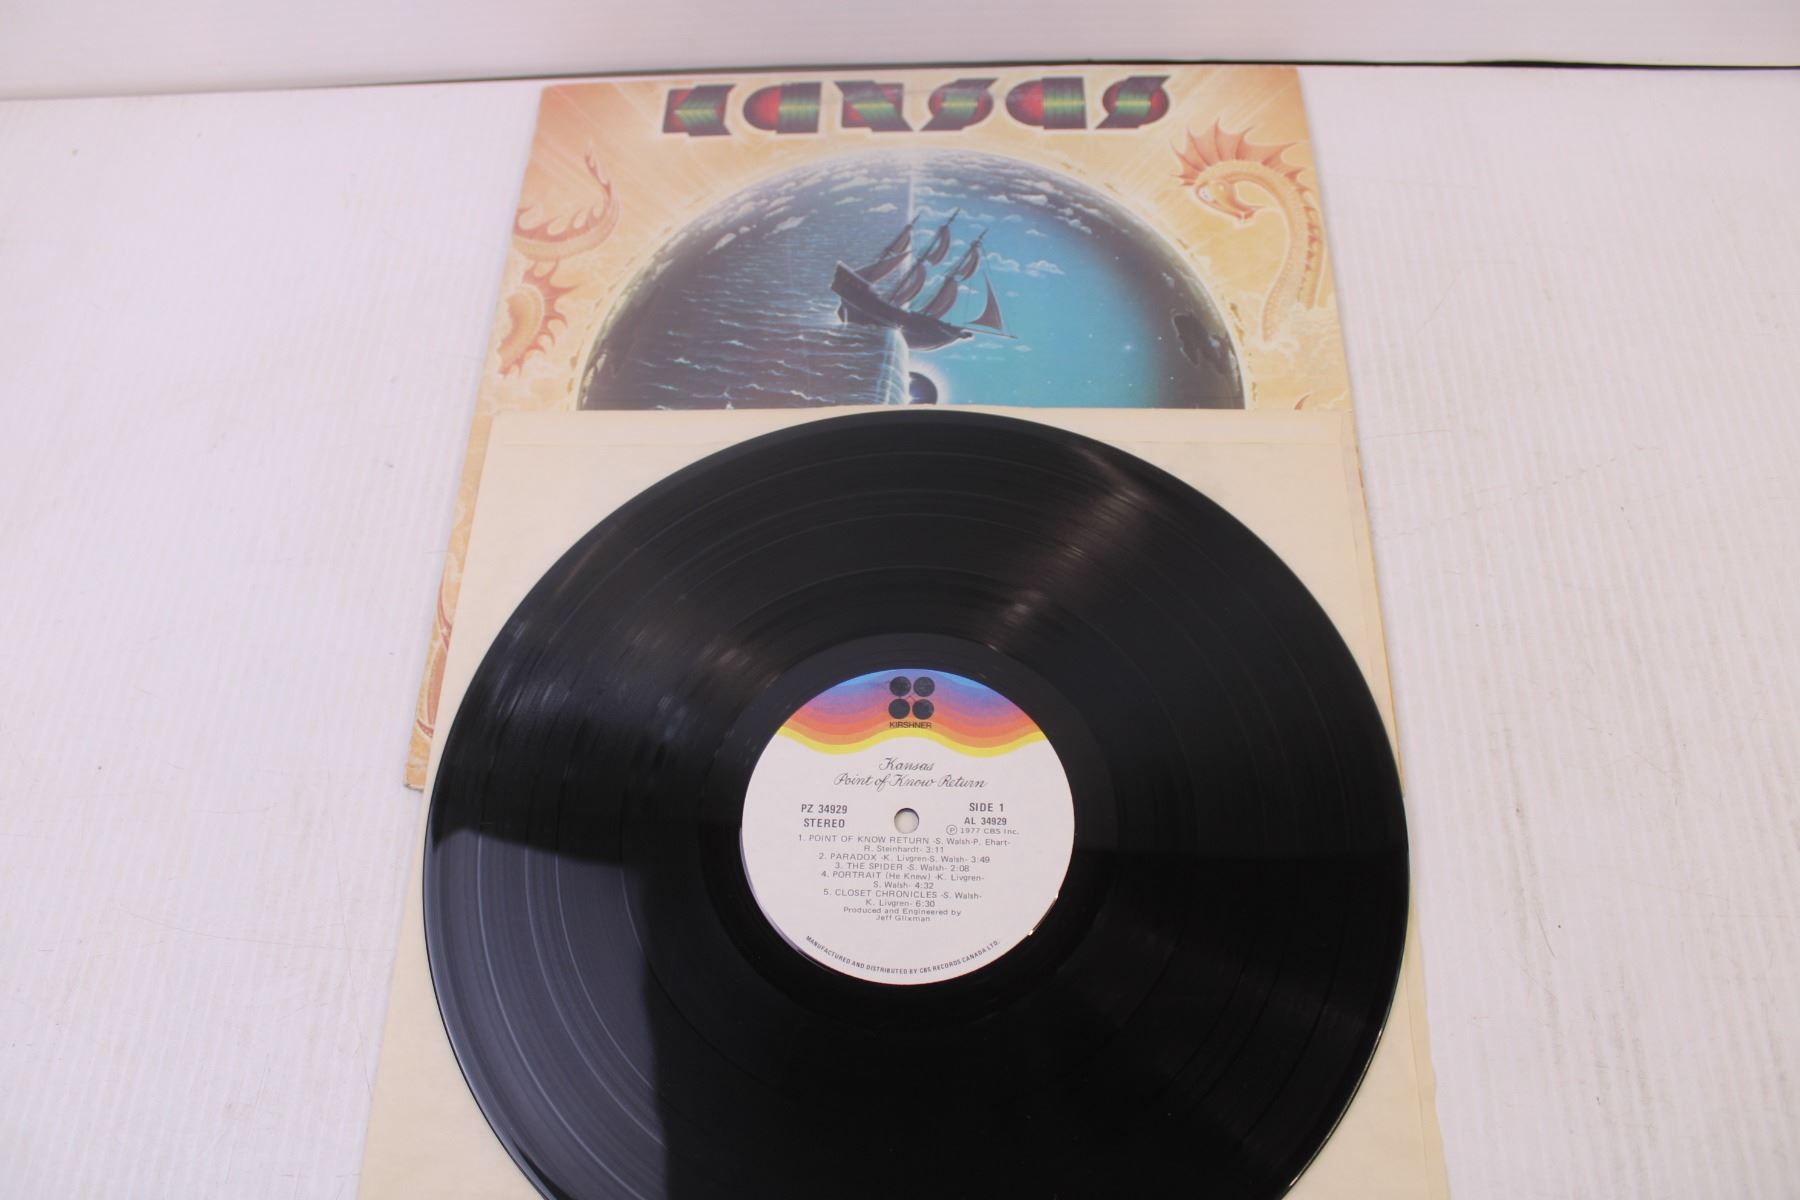 KANSAS
KIRSHNER
Kansas
Point of Know Return
PZ 34929
STEREO
SIDE 1
AL 34929
Ⓟ 1977 CBS Inc.
1. POINT OF KNOW RETURN -S. Walsh-P. Ehart-
R. Steinhardt- 3:11
2. PARADOX -K. Livgren-S. Walsh- 3:49
3. THE SPIDER -S. Walsh- 2:08
4. PORTRAIT (He Knew) -K. Livgren-
S. Walsh- 4:32
5. CLOSET CHRONICLES -S. Walsh-
K. Livgren- 6:30
Produced and Engineered by
Jeff Glixman
MANUFACTURED AND DISTRIBUTED BY CBS RECORDS CANADA LTD.